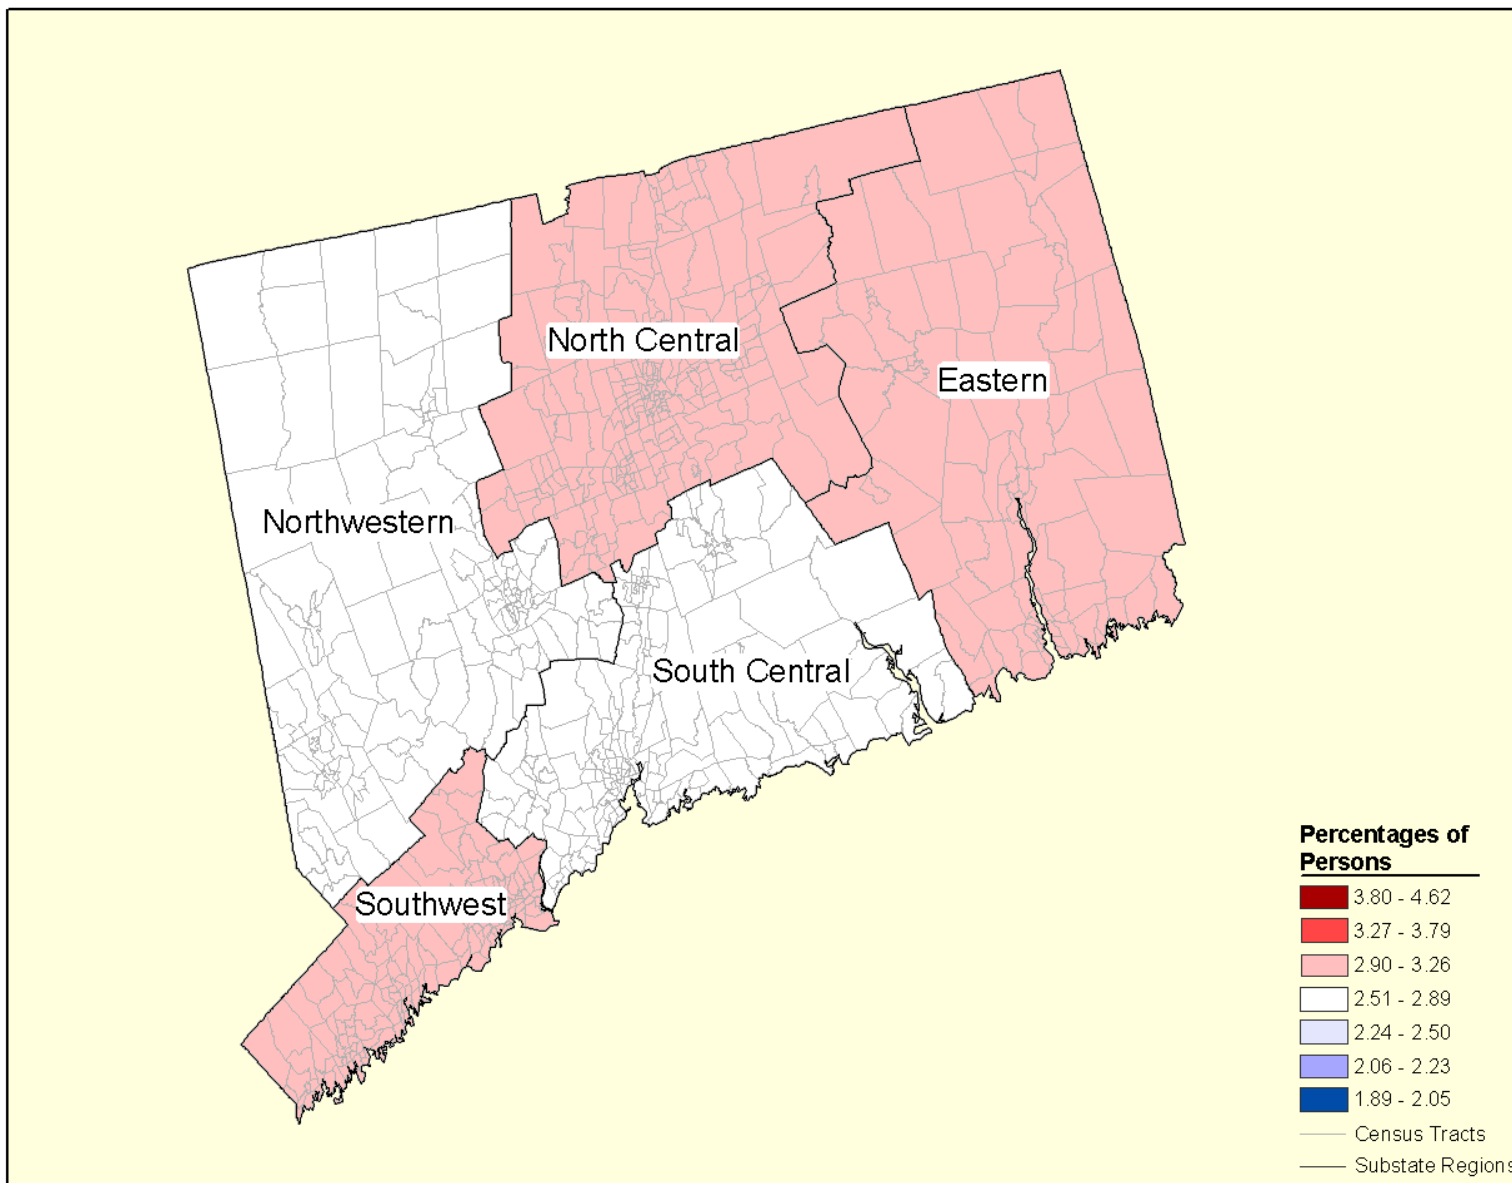 North Central
Eastern
Northwestern
South Central
Southwest
Percentages of
Persons
3.80 - 4.62
3.27 - 3.79
2.90 - 3.26
2.51 - 2.89
2.24 - 2.50
2.06 - 2.23
1.89 - 2.05
Census Tracts
Substate Regions